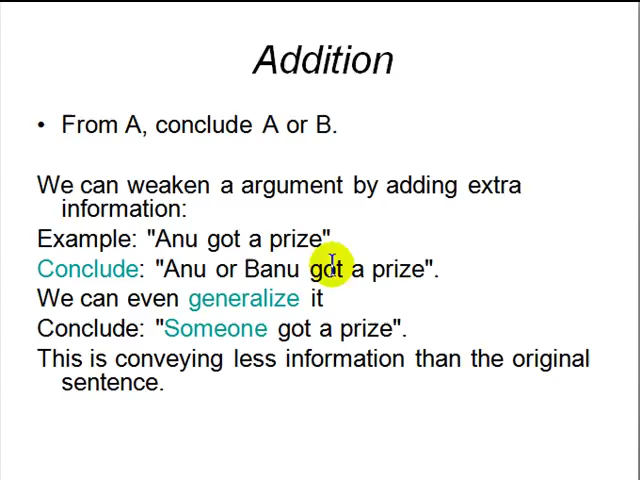 Addition
• From A, conclude A or B.
We can weaken a argument by adding extra
information:
Example: "Anu got a prize"
Conclude: "Anu or Banu got a prize".
We can even generalize it
Conclude: "Someone got a prize".
This is conveying less information than the original
sentence.